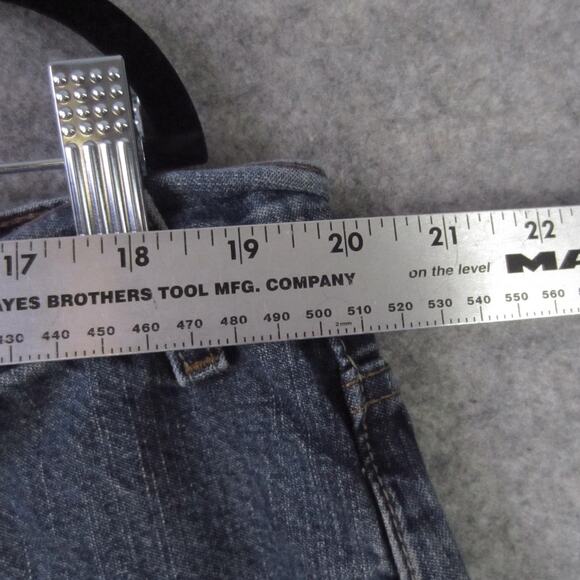 17 18 19 20 21 22
AYES BROTHERS TOOL MFG. COMPANY on the level MA
430 440 450 460 470 480 490 500 510 520 530 540 550 560
2mm